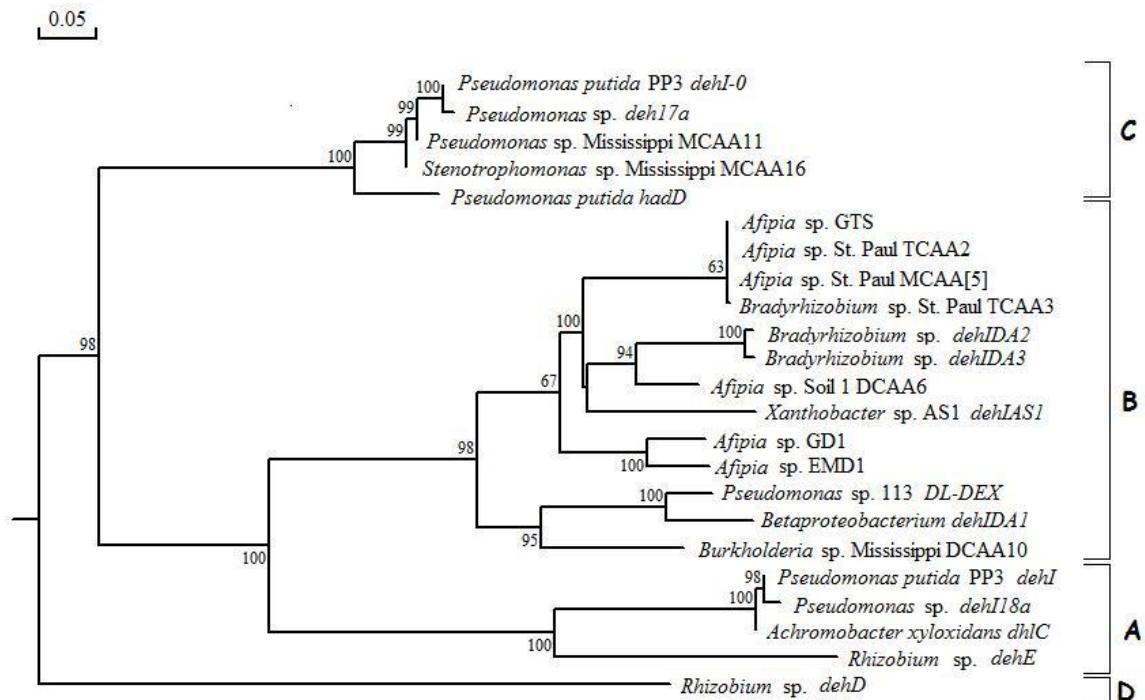 0.05
100
Pseudomonas putida PP3 dehI-0
99
Pseudomonas sp. deh17a
99
Pseudomonas sp. Mississippi MCAA11
100
Stenotrophomonas sp. Mississippi MCAA16
Pseudomonas putida hadD
C
Afipia sp. GTS
Afipia sp. St. Paul TCAA2
63
Afipia sp. St. Paul MCAA[5]
Bradyrhizobium sp. St. Paul TCAA3
100
100
Bradyrhizobium sp. dehIDA2
98
94
Bradyrhizobium sp. dehIDA3
67
Afipia sp. Soil 1 DCAA6
Xanthobacter sp. AS1 dehIAS1
B
98
Afipia sp. GD1
100
Afipia sp. EMD1
100
Pseudomonas sp. 113 DL-DEX
Betaproteobacterium dehIDA1
95
Burkholderia sp. Mississippi DCAA10
100
98
Pseudomonas putida PP3 dehI
100
Pseudomonas sp. dehI18a
Achromobacter xyloxidans dhlC
100
Rhizobium sp. dehE
A
Rhizobium sp. dehD
D